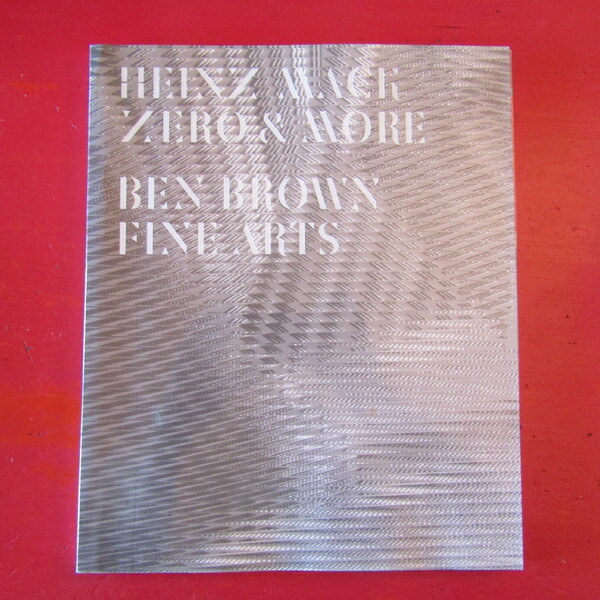 HEINZ MACK
ZERO & MORE
BEN BROWN
FINE ARTS